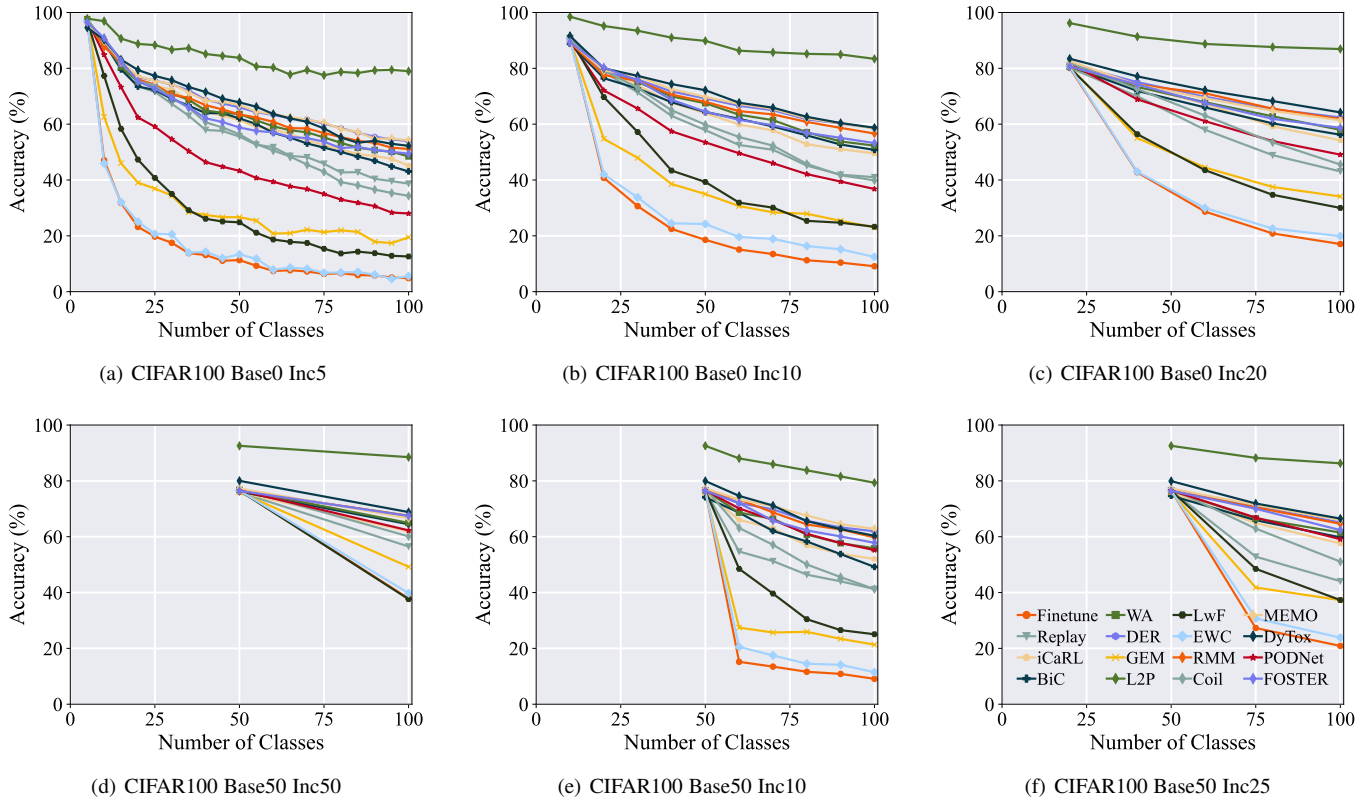 100
80
60
40
20
0
Accuracy (%)
0 25 50 75 100
Number of Classes
(a) CIFAR100 Base0 Inc5
100
80
60
40
20
0
Accuracy (%)
0 25 50 75 100
Number of Classes
(b) CIFAR100 Base0 Inc10
100
80
60
40
20
0
Accuracy (%)
0 25 50 75 100
Number of Classes
(c) CIFAR100 Base0 Inc20
100
80
60
40
20
0
Accuracy (%)
0 25 50 75 100
Number of Classes
(d) CIFAR100 Base50 Inc50
100
80
60
40
20
0
Accuracy (%)
0 25 50 75 100
Number of Classes
(e) CIFAR100 Base50 Inc10
100
80
60
40
20
0
Accuracy (%)
Finetune WA LwF MEMO
Replay DER EWC DyTox
iCaRL GEM RMM PODNet
BiC L2P Coil FOSTER
0 25 50 75 100
Number of Classes
(f) CIFAR100 Base50 Inc25